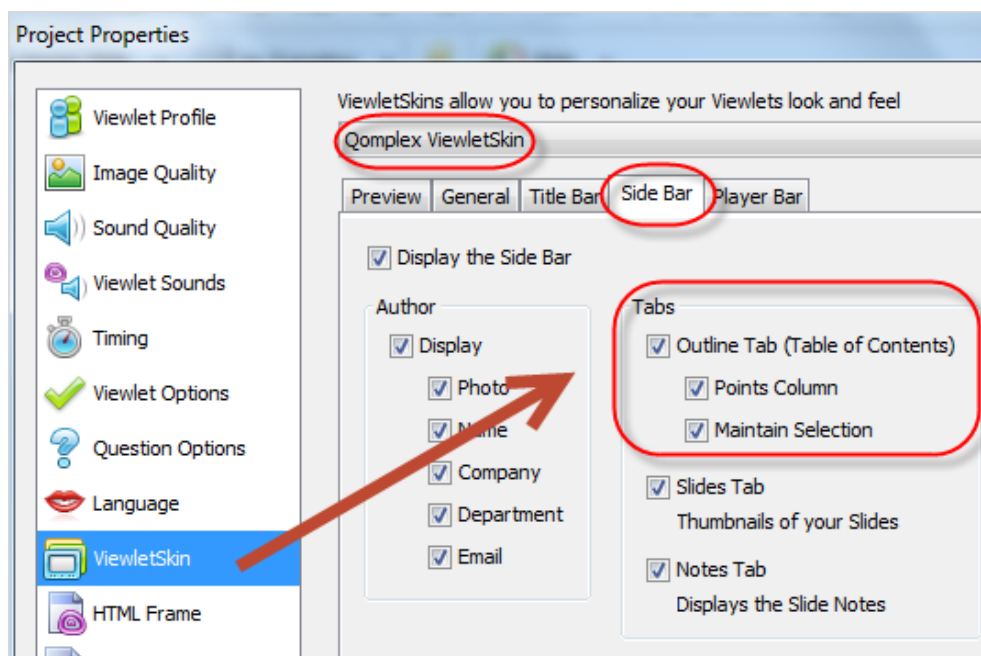 Project Properties
Viewlet Profile
Image Quality
Sound Quality
Viewlet Sounds
Timing
Viewlet Options
Question Options
Language
ViewletSkin
HTML Frame
ViewletSkins allow you to personalize your Viewlets look and feel
Qomplex ViewletSkin
Preview General Title Bar Side Bar Player Bar
Display the Side Bar
Author
Display
Photo
Name
Company
Department
Email
Tabs
Outline Tab (Table of Contents)
Points Column
Maintain Selection
Slides Tab
Thumbnails of your Slides
Notes Tab
Displays the Slide Notes